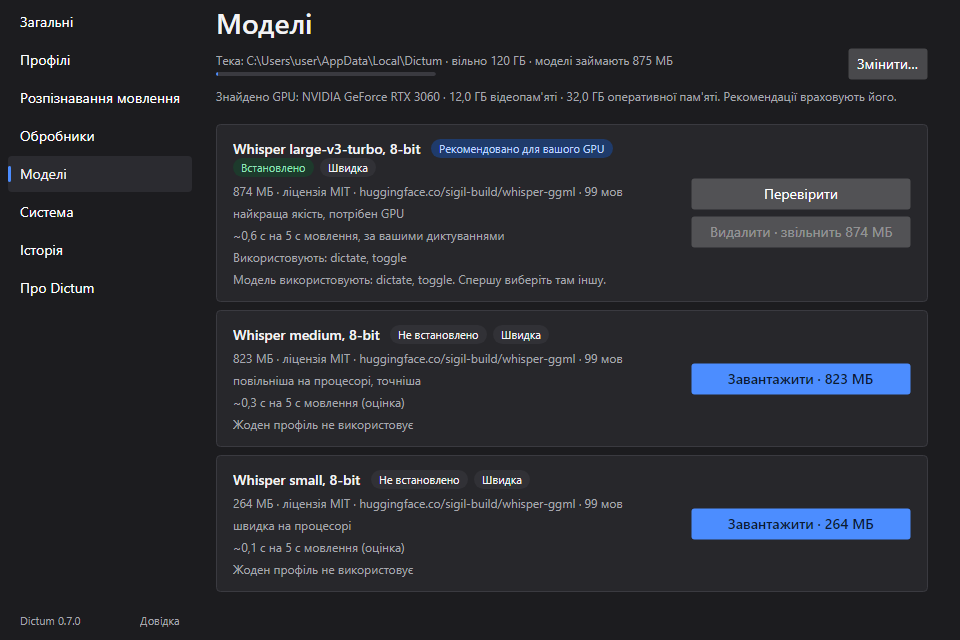 Загальні
Профілі
Розпізнавання мовлення
Обробники
Моделі
Система
Історія
Про Dictum
Dictum 0.7.0
Довідка
Моделі
Тека: C:\Users\user\AppData\Local\Dictum · вільно 120 ГБ · моделі займають 875 МБ
Змінити...
Знайдено GPU: NVIDIA GeForce RTX 3060 · 12,0 ГБ відеопам'яті · 32,0 ГБ оперативної пам'яті. Рекомендації враховують його.
Whisper large-v3-turbo, 8-bit
Рекомендовано для вашого GPU
Встановлено
Швидка
874 МБ · ліцензія MIT · huggingface.co/sigil-build/whisper-ggml · 99 мов
найкраща якість, потрібен GPU
~0,6 с на 5 с мовлення, за вашими диктуваннями
Використовують: dictate, toggle
Модель використовують: dictate, toggle. Спершу виберіть там іншу.
Перевірити
Видалити · звільнить 874 МБ
Whisper medium, 8-bit
Не встановлено
Швидка
823 МБ · ліцензія MIT · huggingface.co/sigil-build/whisper-ggml · 99 мов
повільніша на процесорі, точніша
~0,3 с на 5 с мовлення (оцінка)
Жоден профіль не використовує
Завантажити · 823 МБ
Whisper small, 8-bit
Не встановлено
Швидка
264 МБ · ліцензія MIT · huggingface.co/sigil-build/whisper-ggml · 99 мов
швидка на процесорі
~0,1 с на 5 с мовлення (оцінка)
Жоден профіль не використовує
Завантажити · 264 МБ